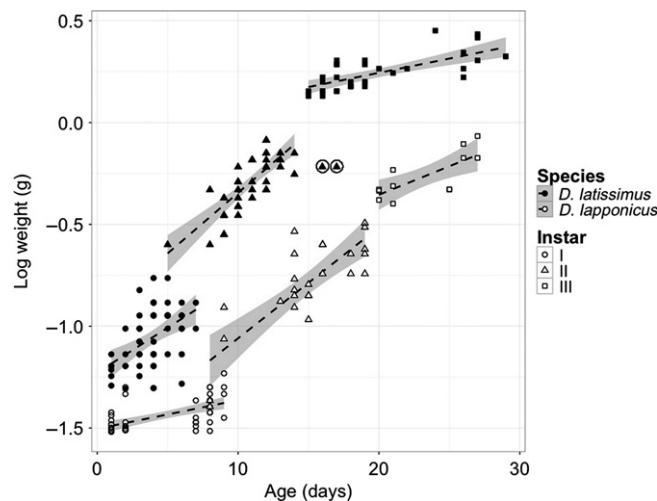 0.5
0.0
–0.5
–1.0
–1.5
Log weight (g)
0
10
20
30
Age (days)
Species
D. latissimus
D. lapponicus
Instar
I
II
III